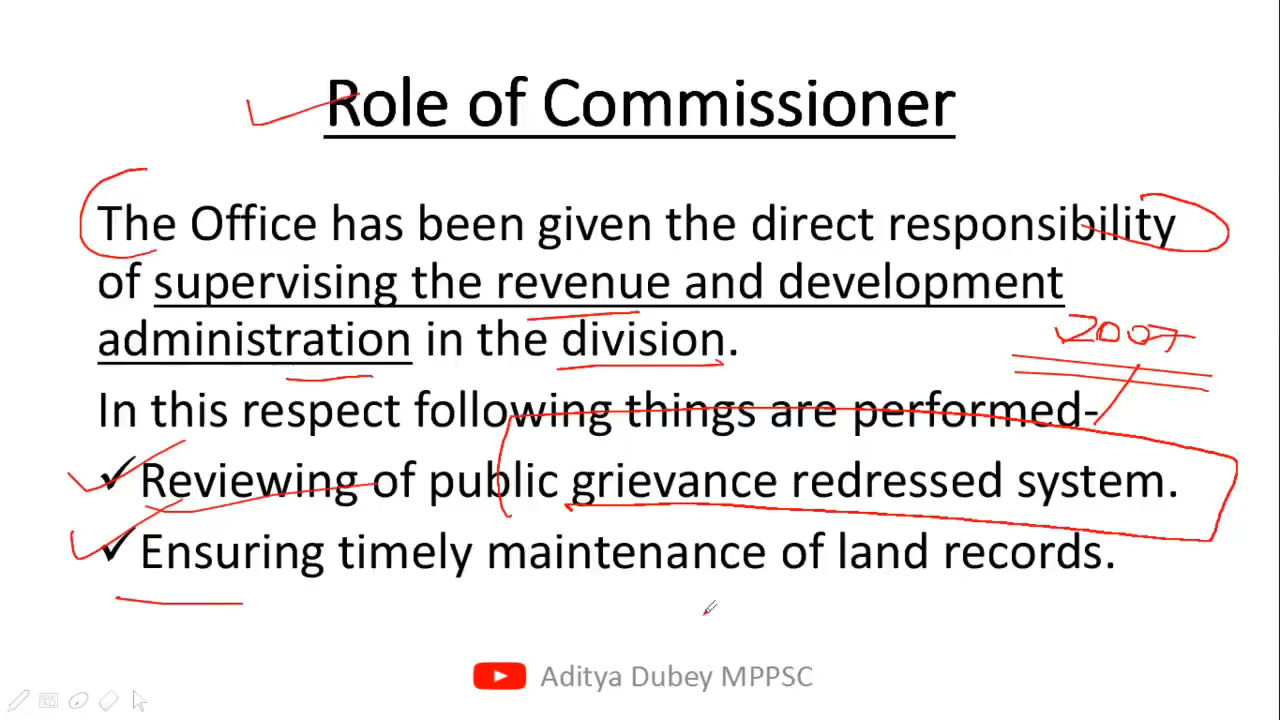 Role of Commissioner
The Office has been given the direct responsibility
of supervising the revenue and development
administration in the division.
2007
In this respect following things are performed-
✓Reviewing of public grievance redressed system.
✓Ensuring timely maintenance of land records.
Aditya Dubey MPPSC